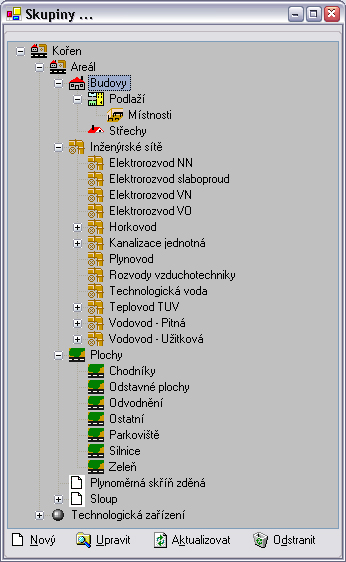 Skupiny ...
Kořen
Areál
Budovy
Podlaží
Místnosti
Střechy
Inženýrské sítě
Elektrorozvod NN
Elektrorozvod slaboproud
Elektrorozvod VN
Elektrorozvod VO
Horkovod
Kanalizace jednotná
Plynovod
Rozvody vzduchotechniky
Technologická voda
Teplovod TUV
Vodovod - Pitná
Vodovod - Užitková
Plochy
Chodníky
Odstavné plochy
Odvodnění
Ostatní
Parkoviště
Silnice
Zeleň
Plynoměrná skříň zděná
Sloup
Technologická zařízení
Nový Upravit Aktualizovat Odstranit